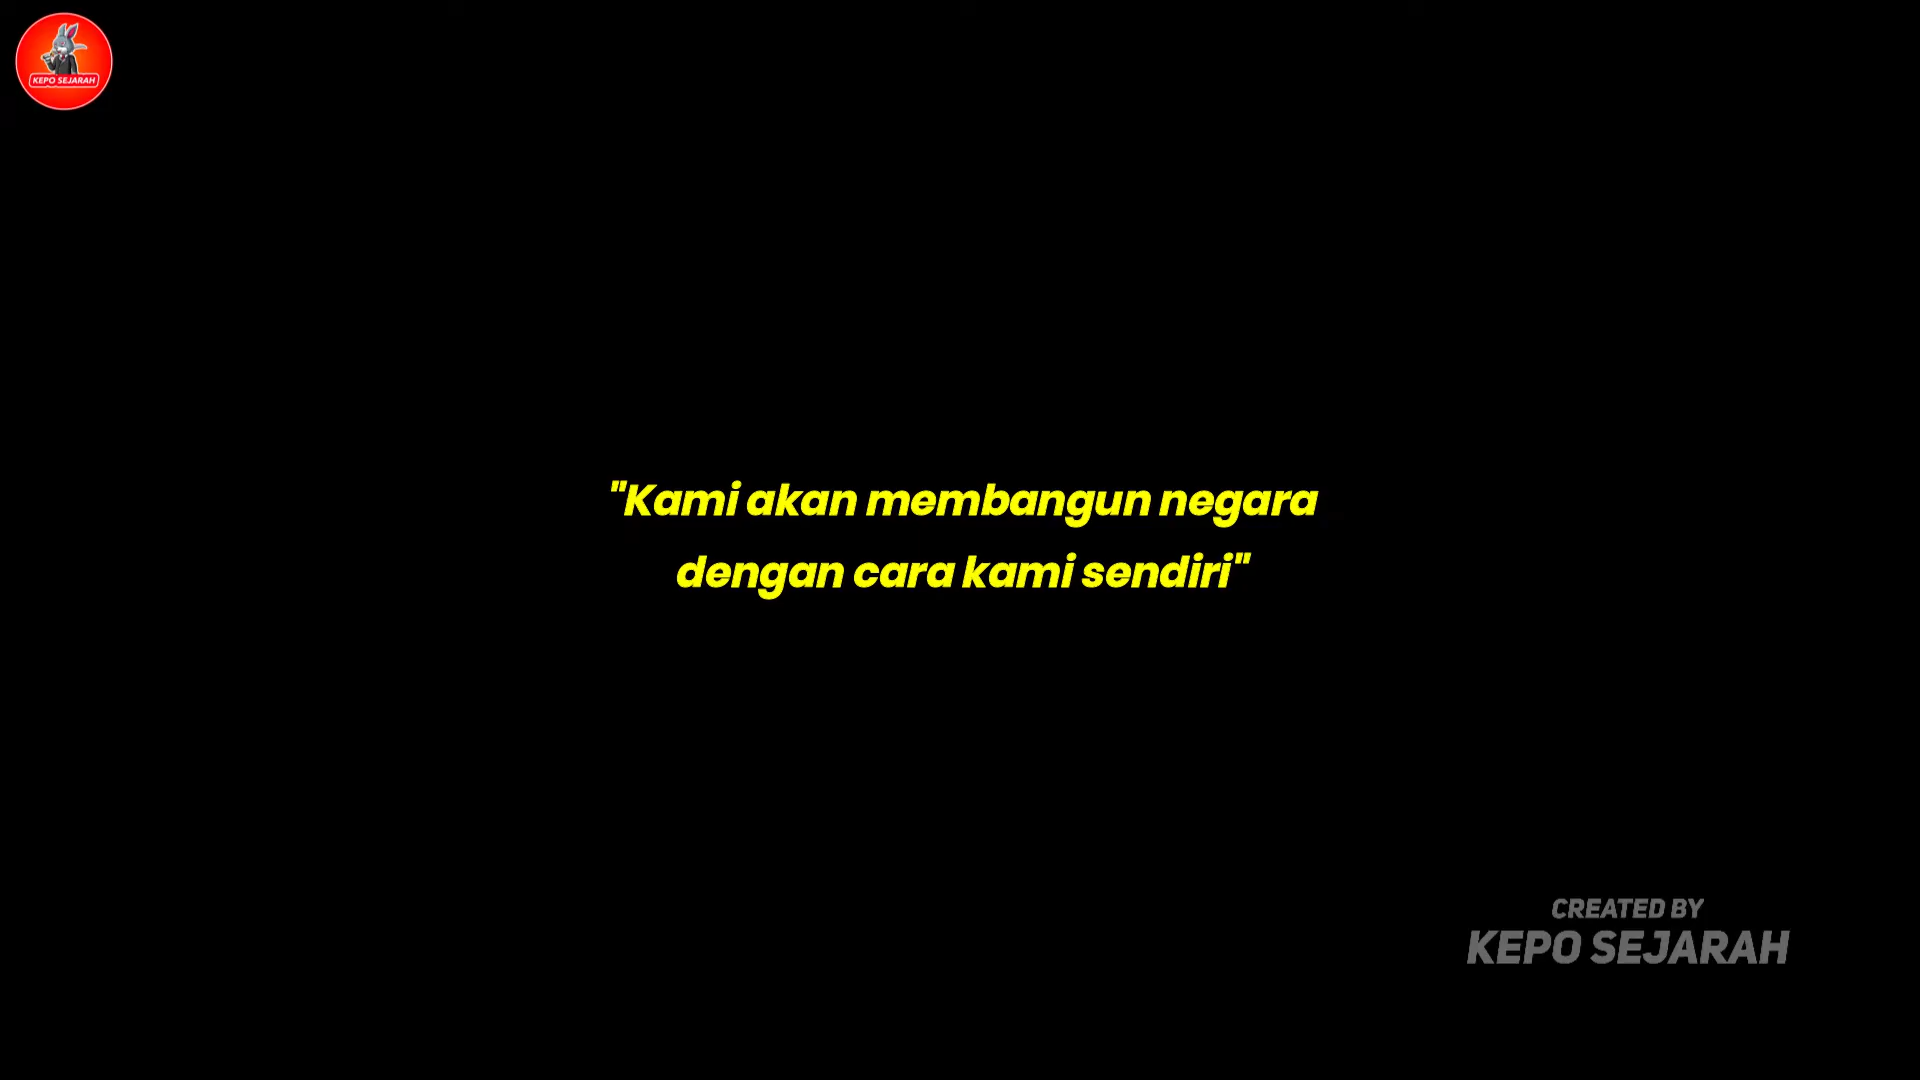 KEPO SEJARAH
"Kami akan membangun negara
dengan cara kami sendiri"
CREATED BY
KEPO SEJARAH